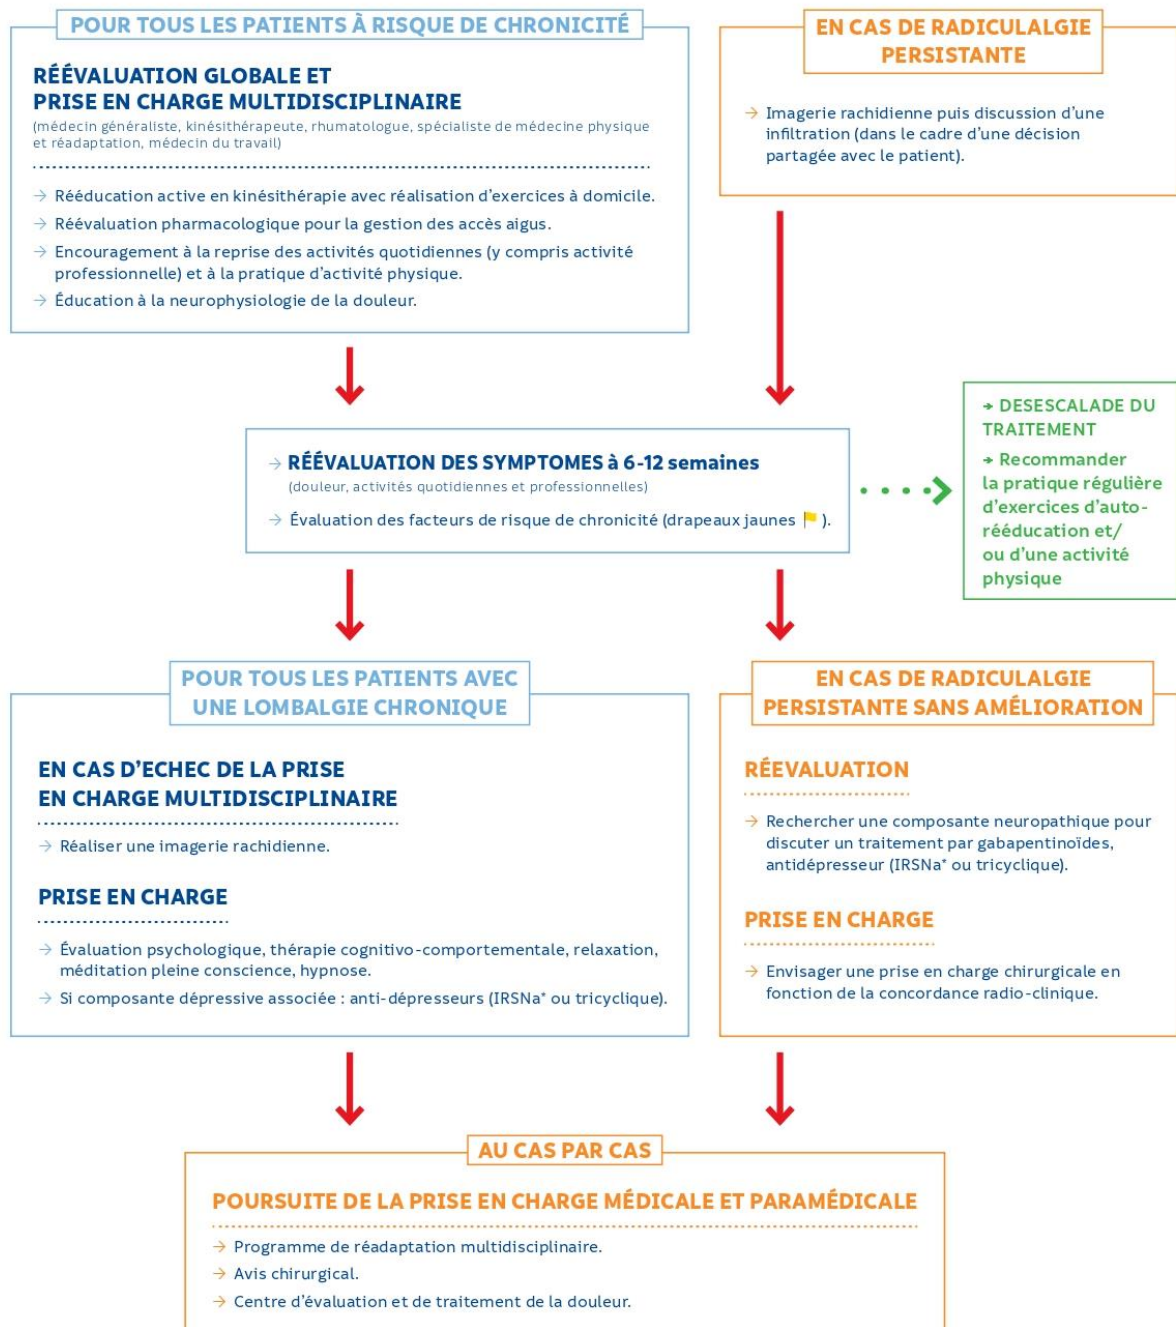 POUR TOUS LES PATIENTS À RISQUE DE CHRONICITÉ
RÉÉVALUATION GLOBALE ET
PRISE EN CHARGE MULTIDISCIPLINAIRE
(médecin généraliste, kinésithérapeute, rhumatologue, spécialiste de médecine physique
et réadaptation, médecin du travail)
→ Rééducation active en kinésithérapie avec réalisation d'exercices à domicile.
→ Réévaluation pharmacologique pour la gestion des accès aigus.
→ Encouragement à la reprise des activités quotidiennes (y compris activité
professionnelle) et à la pratique d'activité physique.
→ Éducation à la neurophysiologie de la douleur.
EN CAS DE RADICULALGIE
PERSISTANTE
→ Imagerie rachidienne puis discussion d'une
infiltration (dans le cadre d'une décision
partagée avec le patient).
→ RÉÉVALUATION DES SYMPTOMES à 6-12 semaines
(douleur, activités quotidiennes et professionnelles)
→ Évaluation des facteurs de risque de chronicité (drapeaux jaunes ).
→ DESESCALADE DU
TRAITEMENT
→ Recommander
la pratique régulière
d'exercices d'auto-
rééducation et/
ou d'une activité
physique
POUR TOUS LES PATIENTS AVEC
UNE LOMBALGIE CHRONIQUE
EN CAS D'ECHEC DE LA PRISE
EN CHARGE MULTIDISCIPLINAIRE
→ Réaliser une imagerie rachidienne.
PRISE EN CHARGE
→ Évaluation psychologique, thérapie cognitivo-comportementale, relaxation,
méditation pleine conscience, hypnose.
→ Si composante dépressive associée : anti-dépresseurs (IRSNa* ou tricyclique).
EN CAS DE RADICULALGIE
PERSISTANTE SANS AMÉLIORATION
RÉEVALUATION
→ Rechercher une composante neuropathique pour
discuter un traitement par gabapentinoïdes,
antidépresseur (IRSNa* ou tricyclique).
PRISE EN CHARGE
→ Envisager une prise en charge chirurgicale en
fonction de la concordance radio-clinique.
AU CAS PAR CAS
POURSUITE DE LA PRISE EN CHARGE MÉDICALE ET PARAMÉDICALE
→ Programme de réadaptation multidisciplinaire.
→ Avis chirurgical.
→ Centre d'évaluation et de traitement de la douleur.